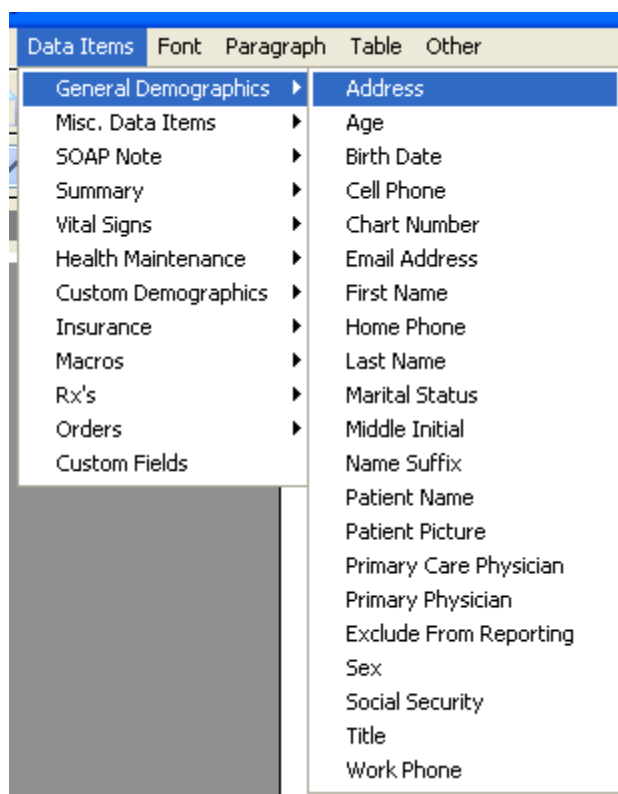 Data Items Font Paragraph Table Other
General Demographics
Misc. Data Items
SOAP Note
Summary
Vital Signs
Health Maintenance
Custom Demographics
Insurance
Macros
Rx's
Orders
Custom Fields
Address
Age
Birth Date
Cell Phone
Chart Number
Email Address
First Name
Home Phone
Last Name
Marital Status
Middle Initial
Name Suffix
Patient Name
Patient Picture
Primary Care Physician
Primary Physician
Exclude From Reporting
Sex
Social Security
Title
Work Phone